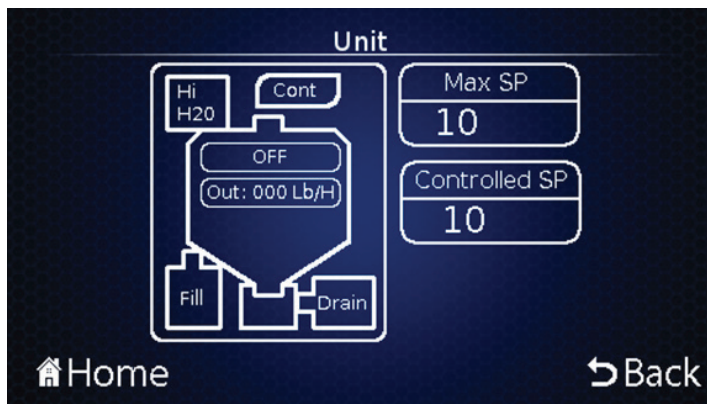 Unit
Hi
H20
Cont
OFF
Out: 000 Lb/H
Fill
Drain
Max SP
10
Controlled SP
10
Home
Back